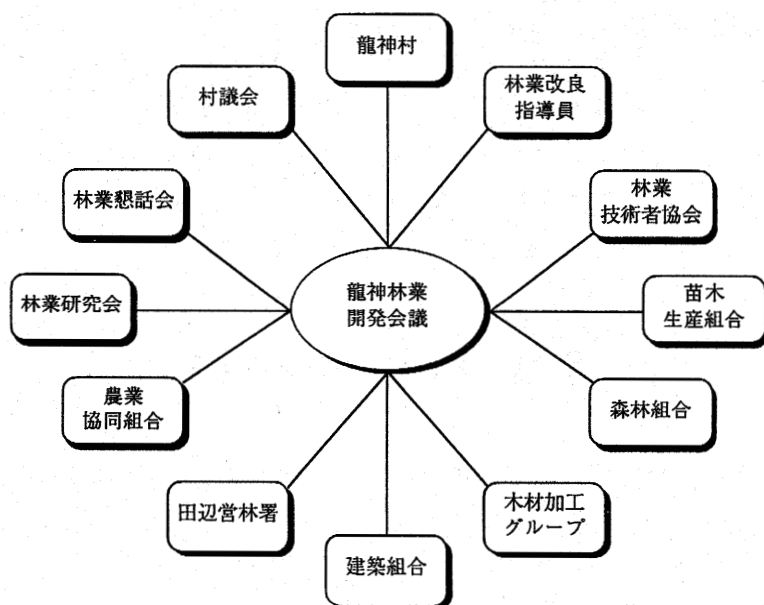 龍神村
村議会
林業改良
指導員
林業懇話会
林業
技術者協会
林業研究会
龍神林業
開発会議
苗木
生産組合
農業
協同組合
森林組合
田辺営林署
木材加工
グループ
建築組合